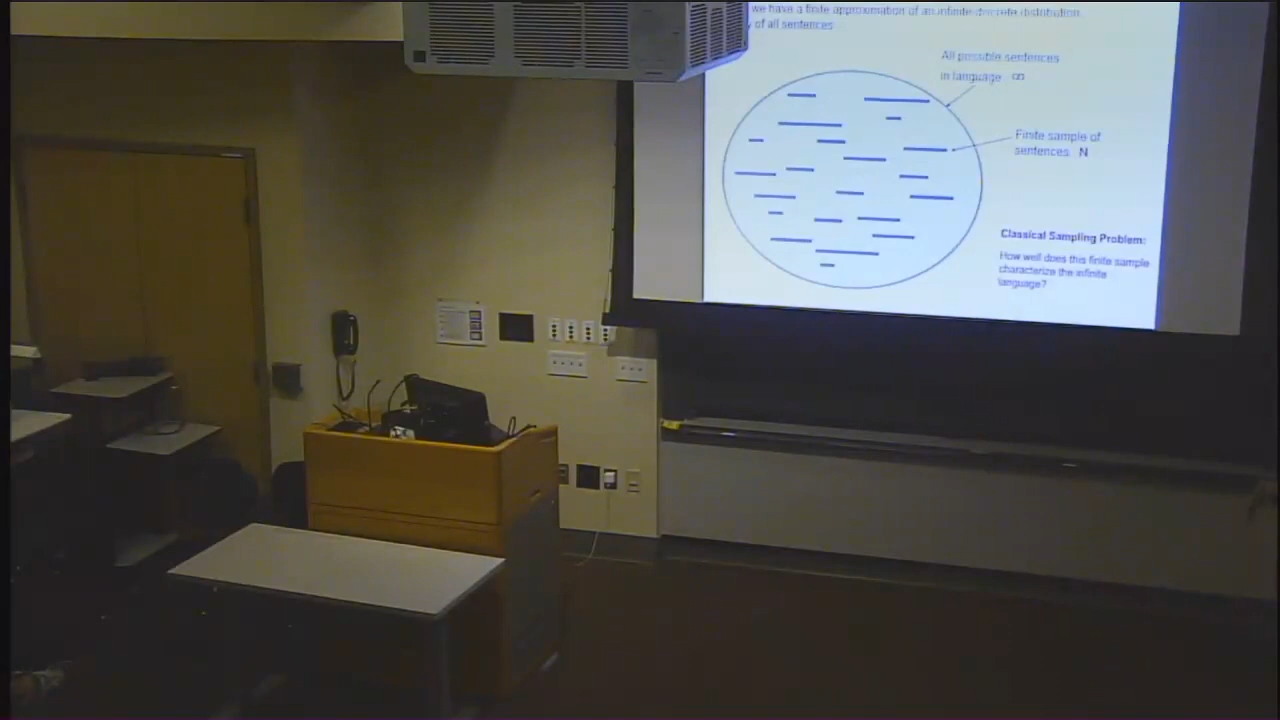 we have a finite approximation of an infinite discrete distribution.
y of all sentences
All possible sentences
in language ∞
Finite sample of
sentences N
Classical Sampling Problem:
How well does this finite sample
characterize the infinite
language?